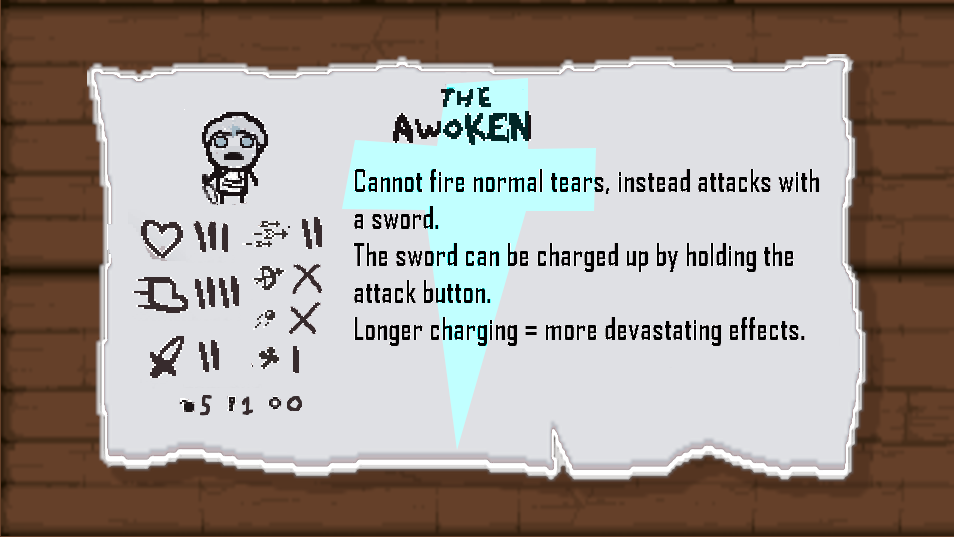 THE
AWOKEN
Cannot fire normal tears, instead attacks with
a sword.
The sword can be charged up by holding the
attack button.
Longer charging = more devastating effects.
5 1 0